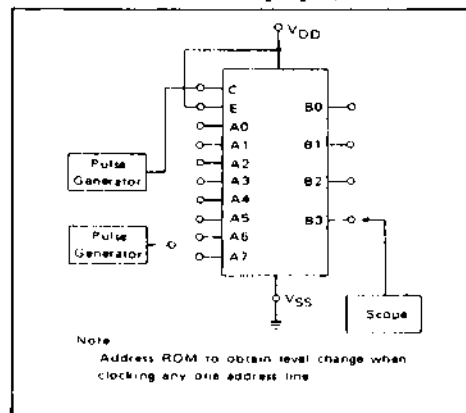 VDD
C
E
A0
A1
A2
A3
A4
A5
A6
A7
B0
B1
B2
B3
Pulse
Generator
Pulse
Generator
VSS
Scope
Note
Address ROM to obtain level change when
clocking any one address line